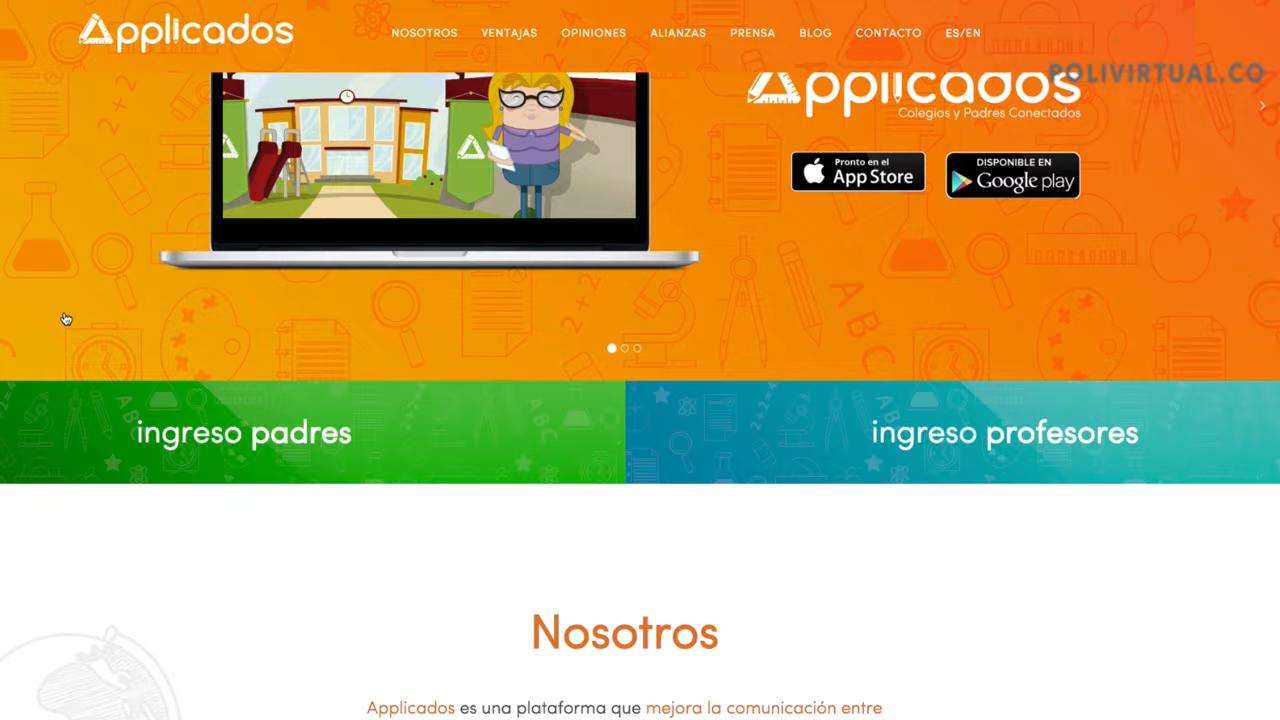 Applicados
NOSOTROS VENTAJAS OPINIONES ALIANZAS PRENSA BLOG CONTACTO ES/EN
POLIVIRTUAL.CO
Applicados
Colegios y Padres Conectados
Pronto en el
App Store
DISPONIBLE EN
Google play
ingreso padres
ingreso profesores
Nosotros
Applicados es una plataforma que mejora la comunicación entre